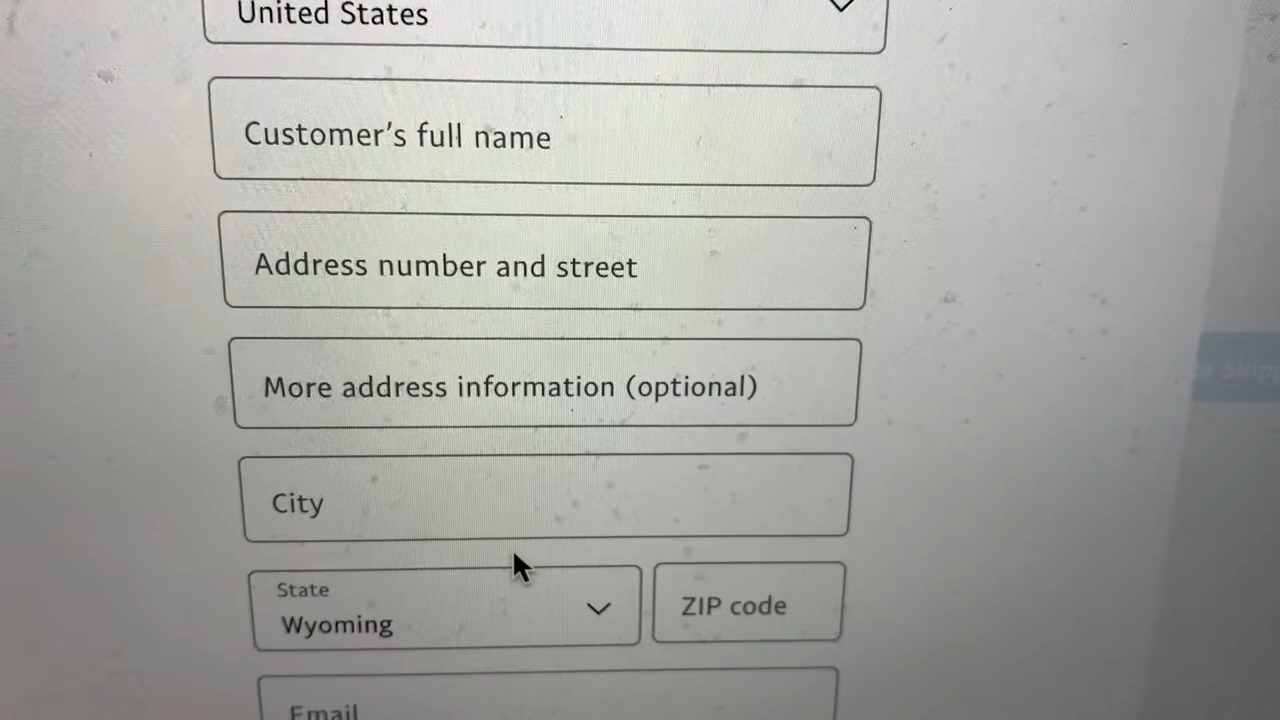 United States
Customer's full name
Address number and street
More address information (optional)
City
State
Wyoming
ZIP code
Email